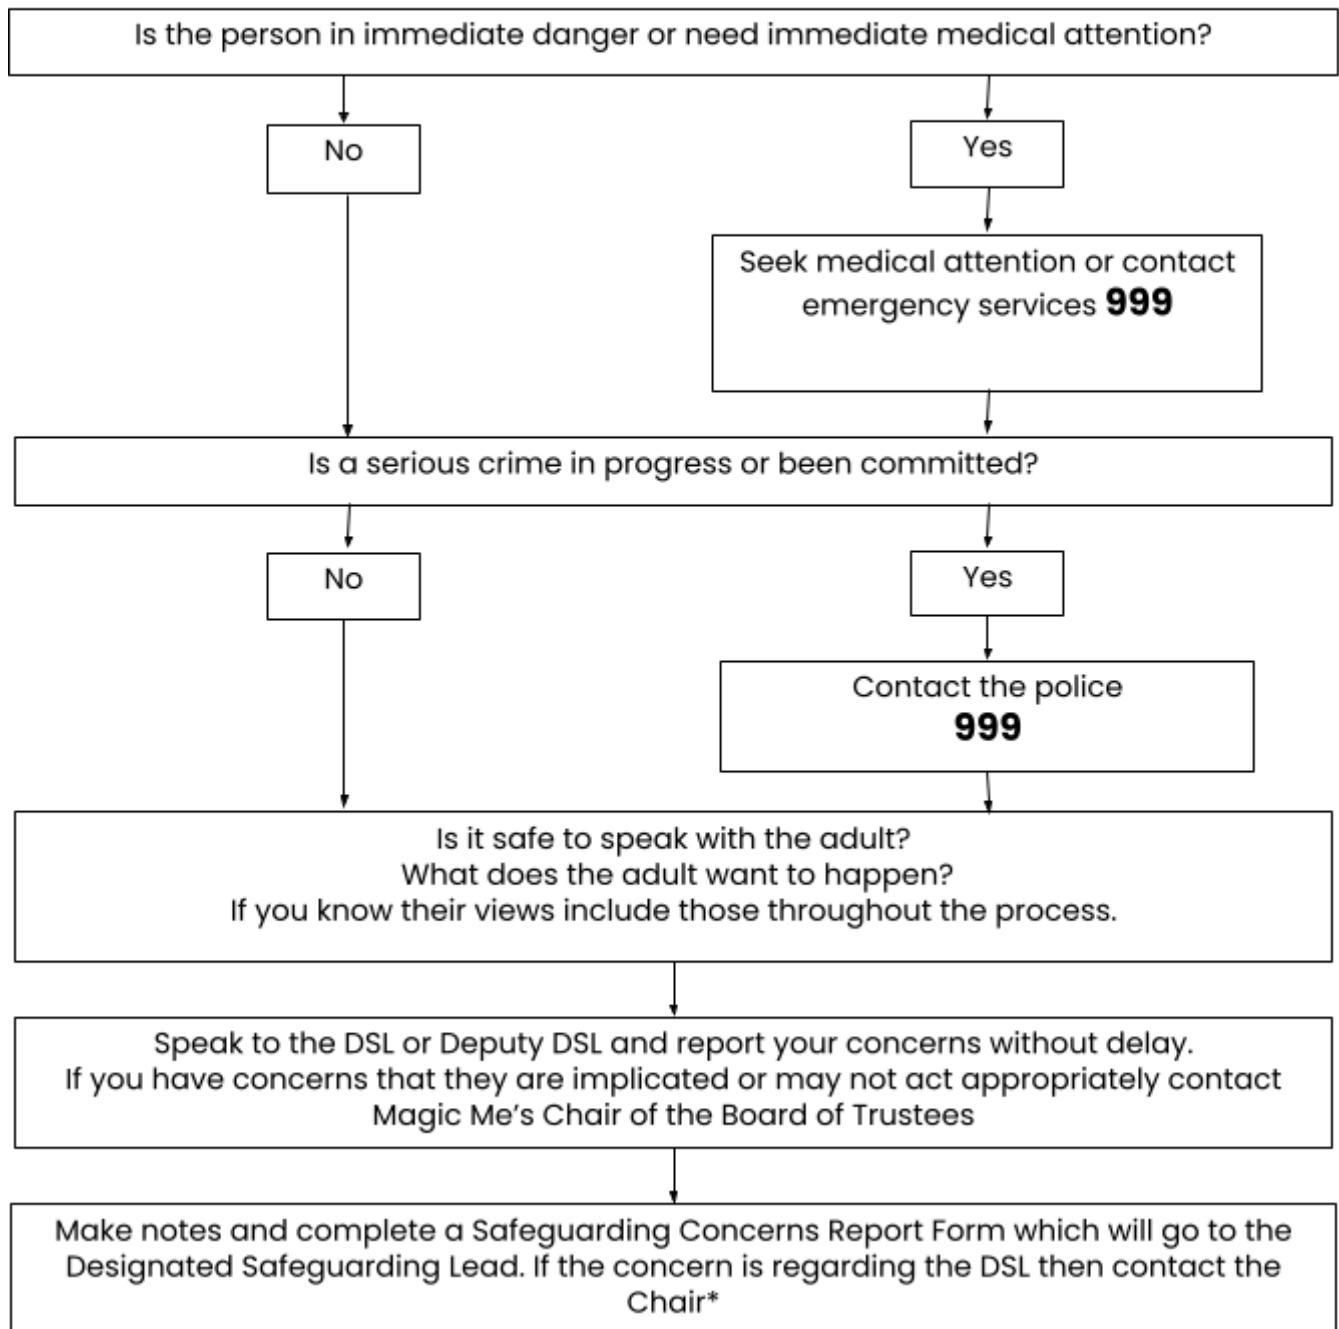 Is the person in immediate danger or need immediate medical attention?
No
Yes
Seek medical attention or contact
emergency services 999
Is a serious crime in progress or been committed?
No
Yes
Contact the police
999
Is it safe to speak with the adult?
What does the adult want to happen?
If you know their views include those throughout the process.
Speak to the DSL or Deputy DSL and report your concerns without delay.
If you have concerns that they are implicated or may not act appropriately contact
Magic Me’s Chair of the Board of Trustees
Make notes and complete a Safeguarding Concerns Report Form which will go to the
Designated Safeguarding Lead. If the concern is regarding the DSL then contact the
Chair*